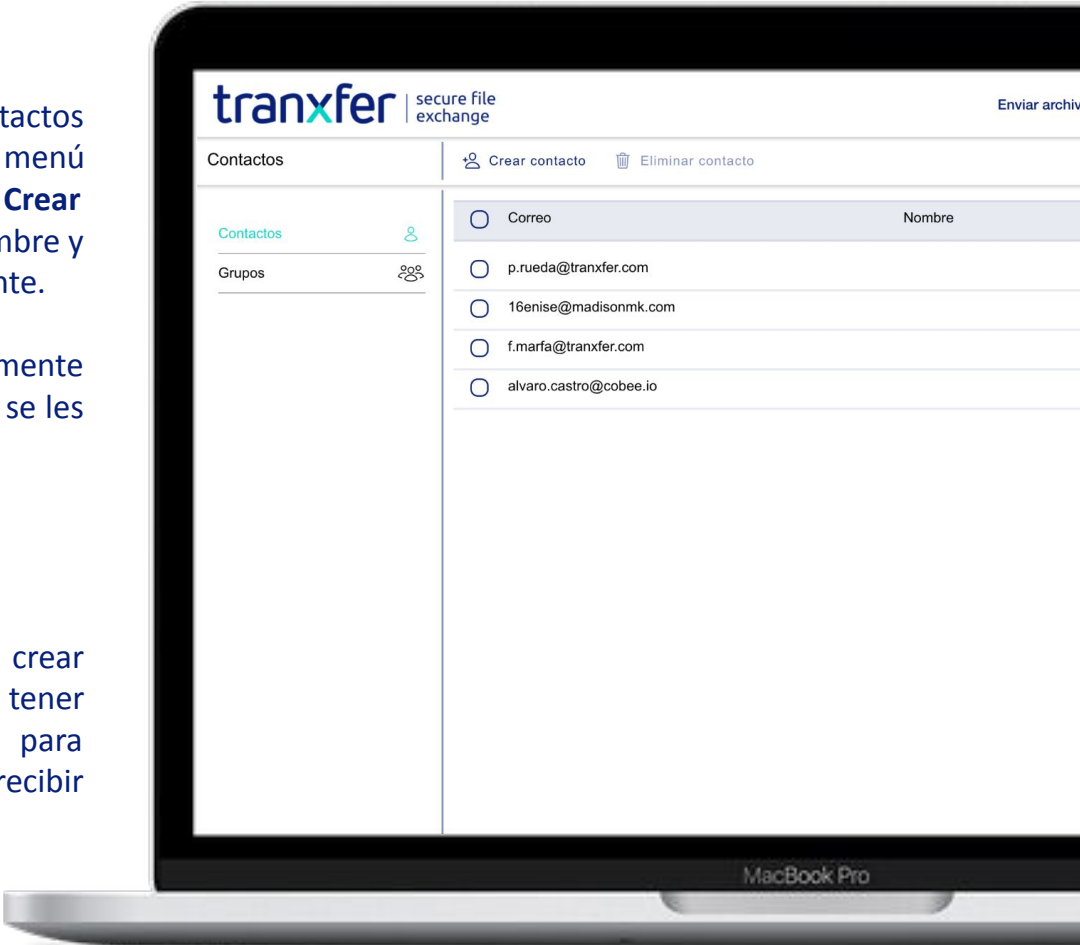 tactos
menú
Crear
mbre y
nte.
mente
se les
crear
tener
para
recibir
tranxfer
secure file
exchange
Enviar archiv
Contactos
Crear contacto Eliminar contacto
Contactos
Grupos
Correo Nombre
p.rueda@tranxfer.com
16enise@madisonmk.com
f.marfa@tranxfer.com
alvaro.castro@cobee.io
MacBook Pro